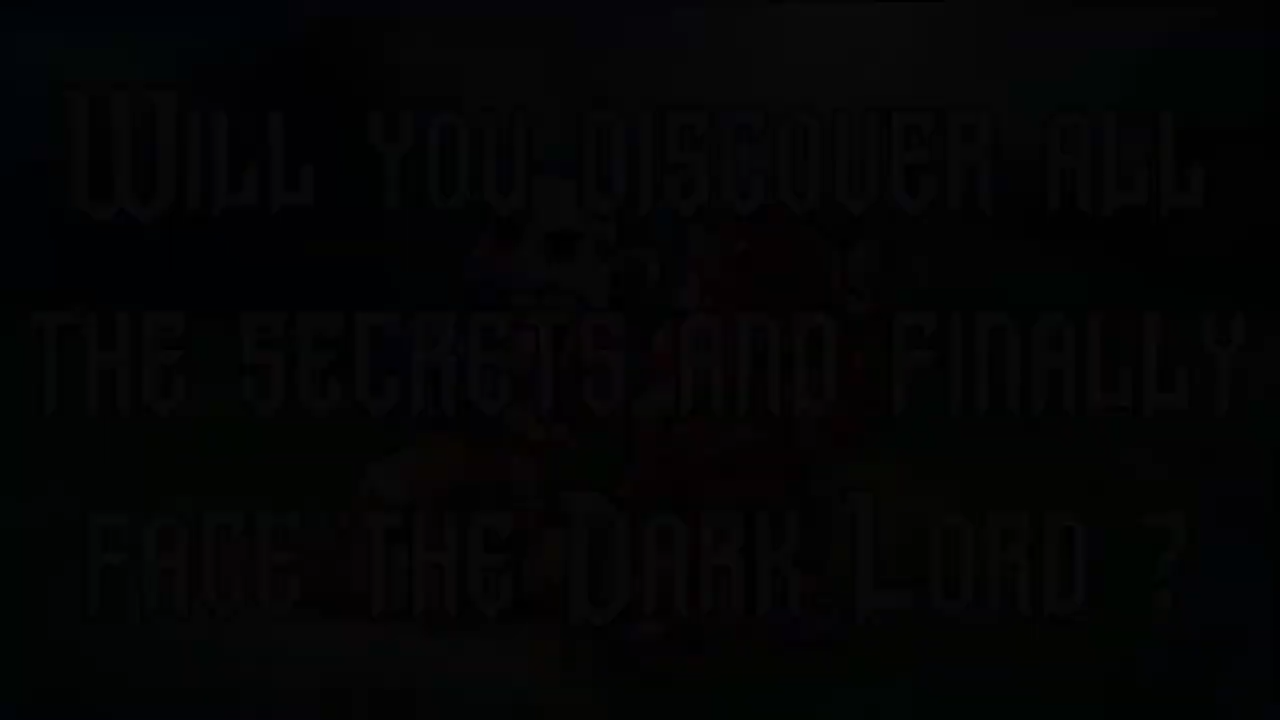 Will you discover all
the secrets and finally
face the Dark Lord ?